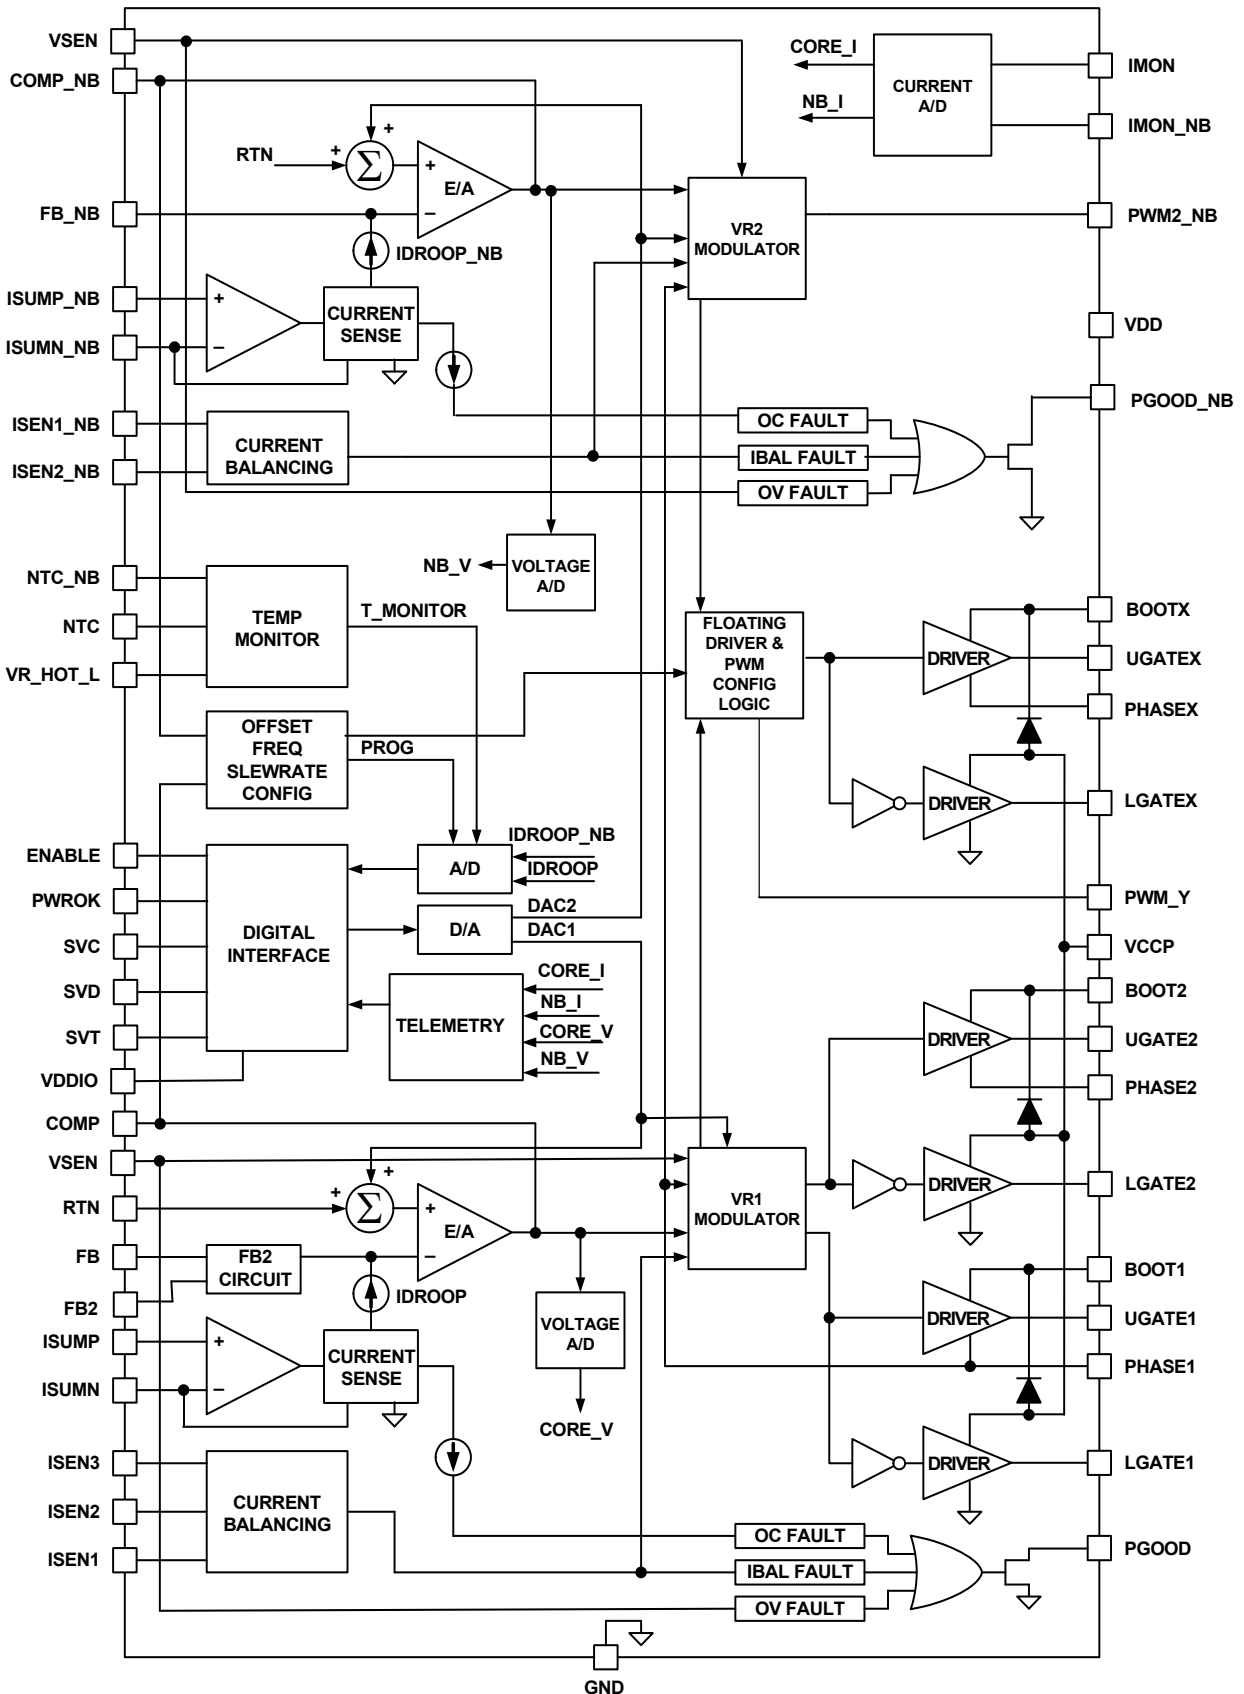 VSEN
COMP_NB
FB_NB
ISUMP_NB
ISUMN_NB
ISEN1_NB
ISEN2_NB
NTC_NB
NTC
VR_HOT_L
ENABLE
PWROK
SVC
SVD
SVT
VDDIO
COMP
VSEN
RTN
FB
FB2
ISUMP
ISUMN
ISEN3
ISEN2
ISEN1
RTN
+
+
Σ
+
E/A
−
IDROOP_NB
+
−
CURRENT
SENSE
CURRENT
BALANCING
CORE_I
NB_I
CURRENT
A/D
VR2
MODULATOR
OC FAULT
IBAL FAULT
OV FAULT
NB_V
VOLTAGE
A/D
TEMP
MONITOR
T_MONITOR
OFFSET
FREQ
SLEWRATE
CONFIG
PROG
FLOATING
DRIVER &
PWM
CONFIG
LOGIC
DRIVER
DRIVER
A/D
IDROOP_NB
IDROOP
D/A
DAC2
DAC1
DIGITAL
INTERFACE
TELEMETRY
CORE_I
NB_I
CORE_V
NB_V
DRIVER
DRIVER
+
+
Σ
+
E/A
−
VR1
MODULATOR
FB2
CIRCUIT
IDROOP
+
−
CURRENT
SENSE
VOLTAGE
A/D
CORE_V
DRIVER
DRIVER
CURRENT
BALANCING
OC FAULT
IBAL FAULT
OV FAULT
IMON
IMON_NB
PWM2_NB
VDD
PGOOD_NB
BOOTX
UGATEX
PHASEX
LGATEX
PWM_Y
VCCP
BOOT2
UGATE2
PHASE2
LGATE2
BOOT1
UGATE1
PHASE1
LGATE1
PGOOD
GND